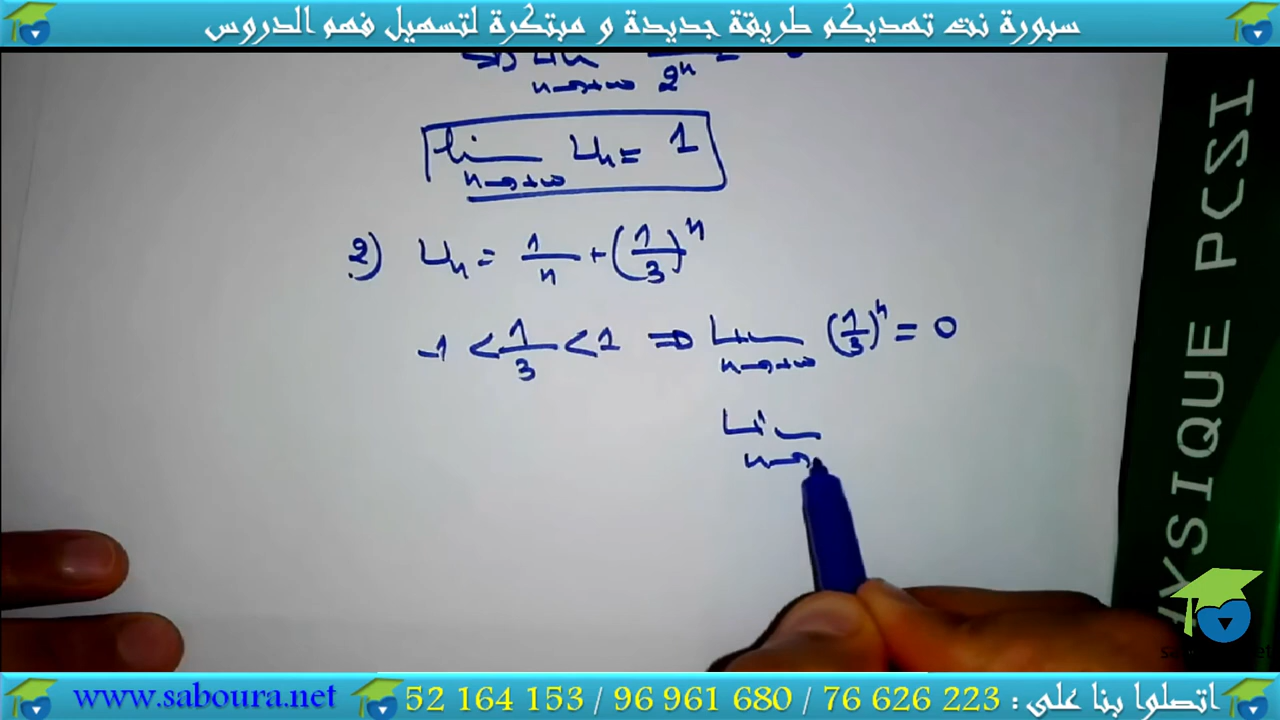 سبورة نت تهديكم طريقة جديدة و مبتكرة لتسهيل فهم الدروس
2ⁿ
lim Uₙ = 1
n→+∞
2) Uₙ = 1/n + (1/3)ⁿ
-1 < 1/3 < 1 ⇒ Lim (1/3)ⁿ = 0
n→+∞
Lim
n→
YSIQUE PCSI
www.saboura.net
52 164 153 / 96 961 680 / 76 626 223 : اتصلوا بنا على